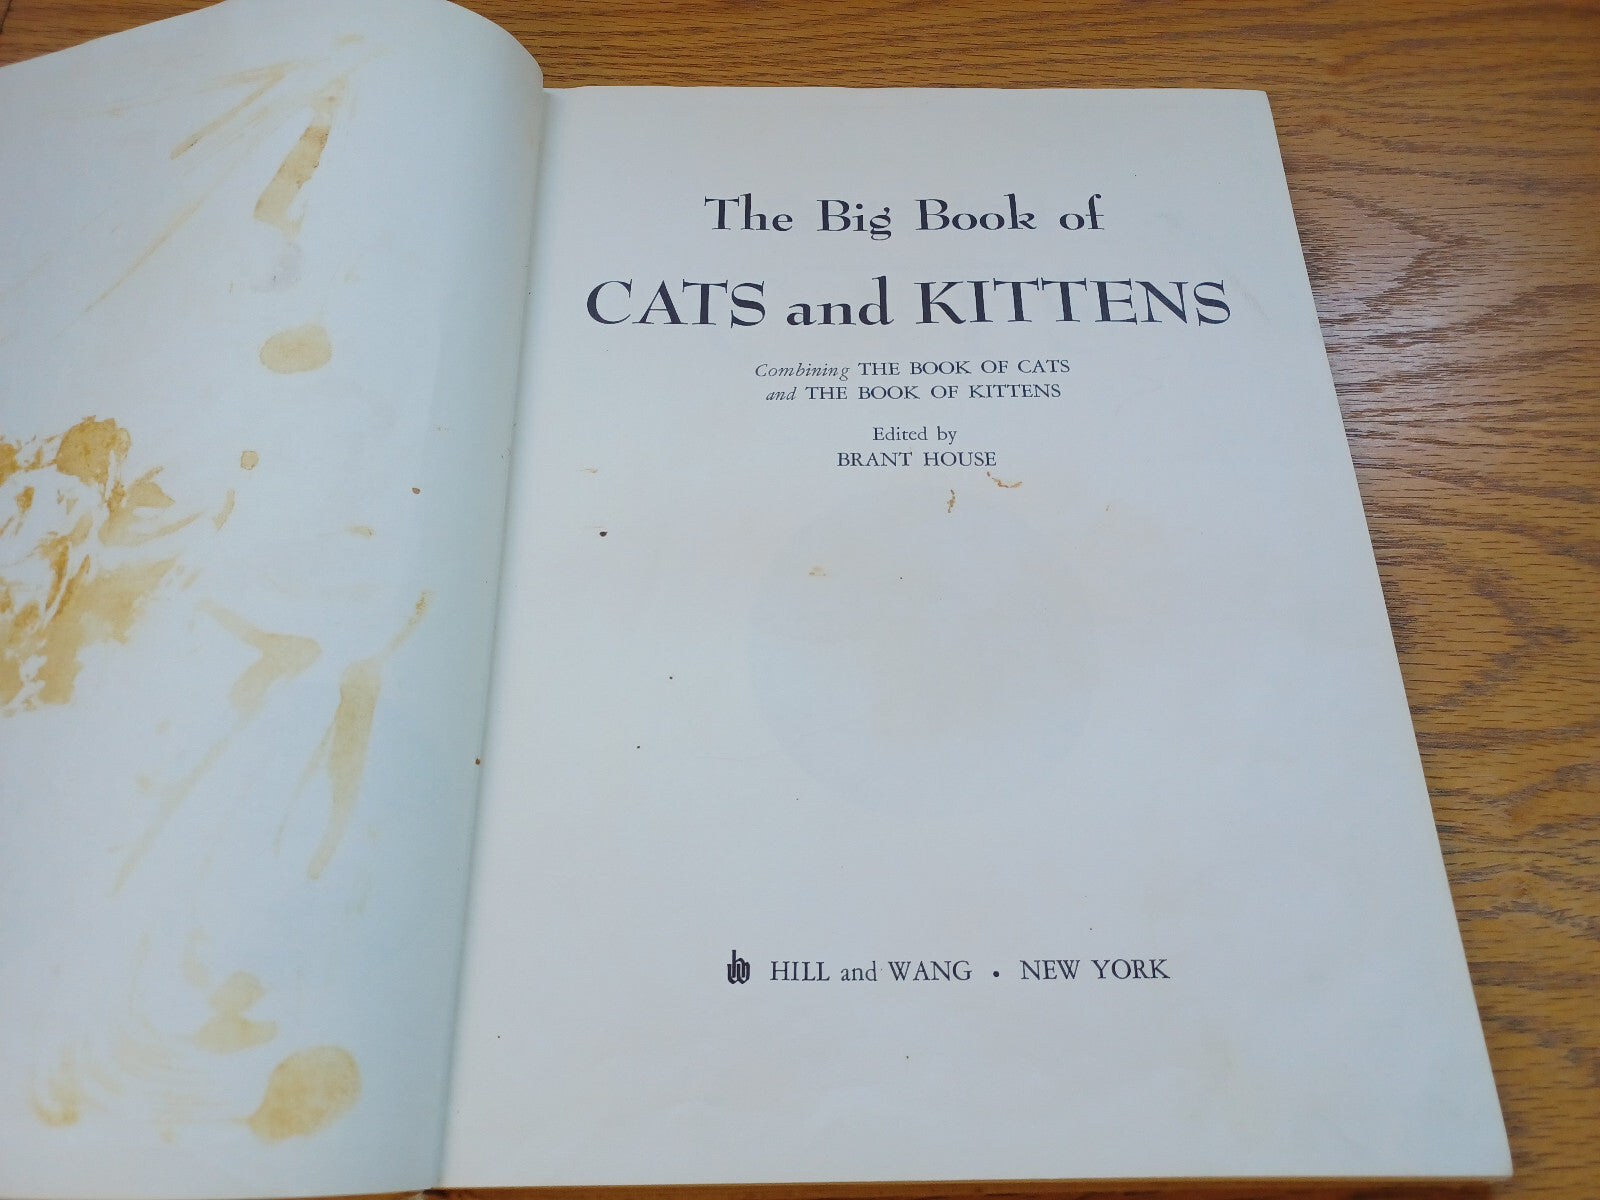 The Big Book of
CATS and KITTENS
Combining THE BOOK OF CATS
and THE BOOK OF KITTENS
Edited by
BRANT HOUSE
hw HILL and WANG • NEW YORK